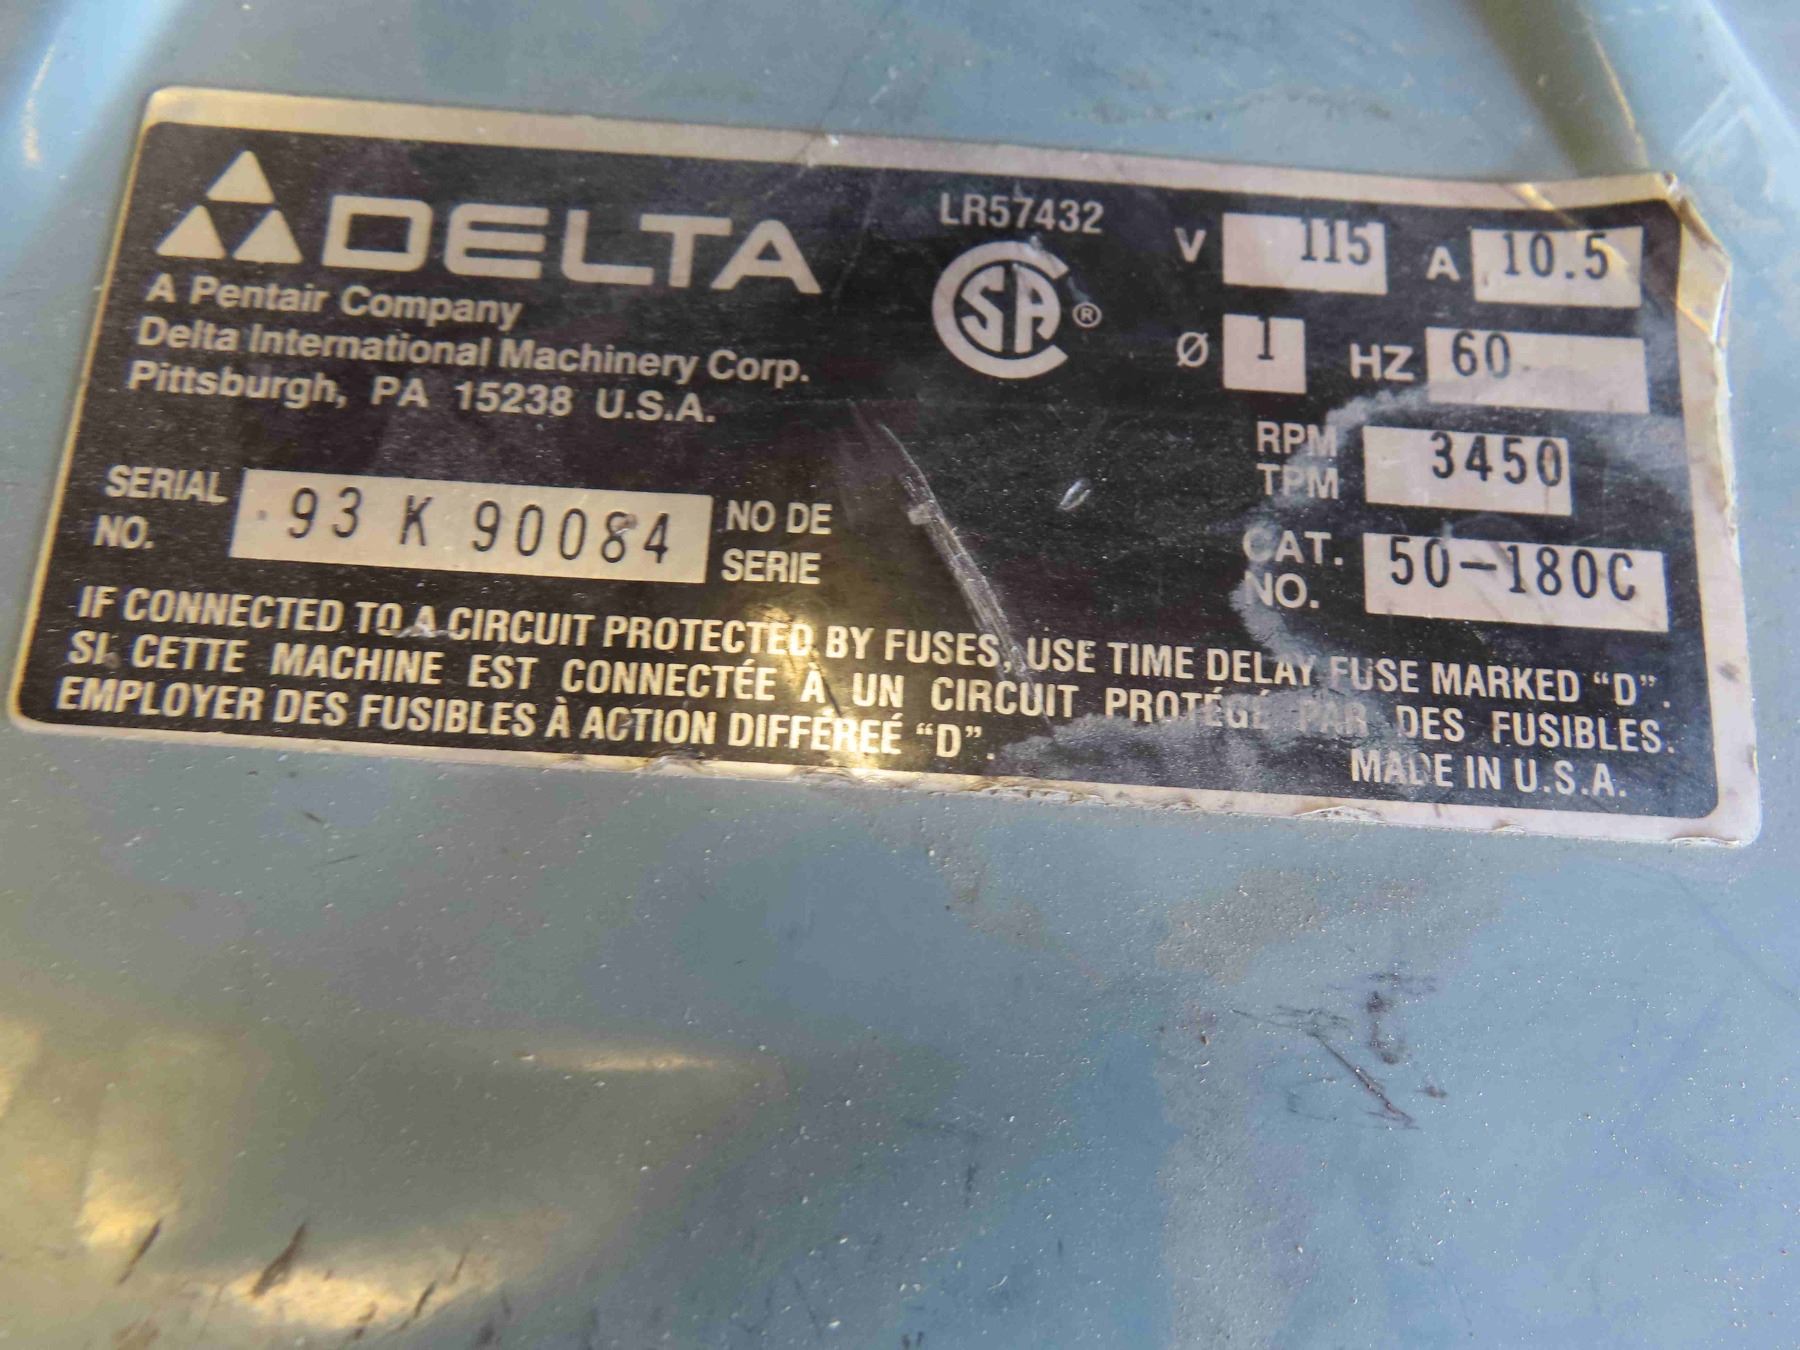 DELTA
A Pentair Company
Delta International Machinery Corp.
Pittsburgh, PA 15238 U.S.A.
LR57432
SA ®
V 115 A 10.5
Ø 1 HZ 60
RPM
TPM 3450
CAT.
NO. 50-180C
SERIAL
NO. 93 K 90084 NO DE
SERIE
IF CONNECTED TO A CIRCUIT PROTECTED BY FUSES, USE TIME DELAY FUSE MARKED “D”.
SI CETTE MACHINE EST CONNECTÉE À UN CIRCUIT PROTÉGÉ PAR DES FUSIBLES.
EMPLOYER DES FUSIBLES À ACTION DIFFÉREÉ “D”.
MADE IN U.S.A.